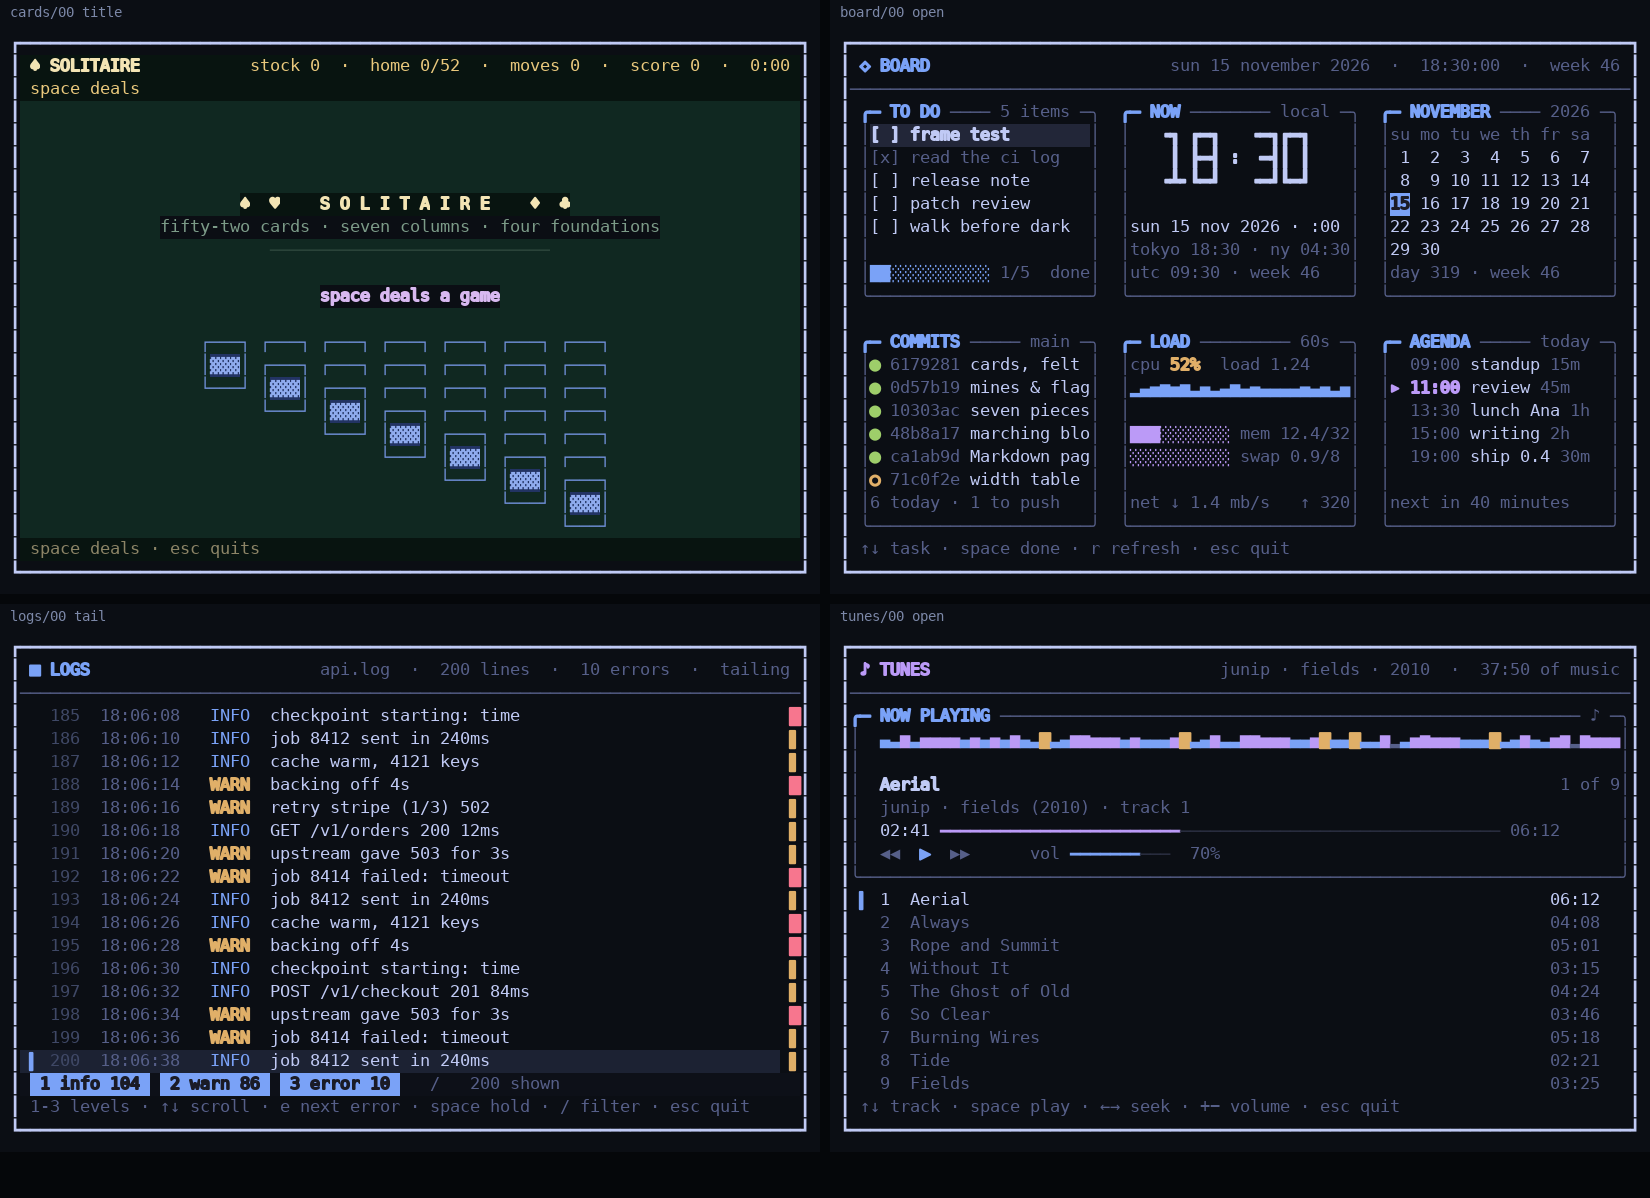 cards/00 title
♠ SOLITAIRE stock 0 · home 0/52 · moves 0 · score 0 · 0:00
space deals
♠ ♥ S O L I T A I R E ♦ ♣
fifty-two cards · seven columns · four foundations
space deals a game
space deals · esc quits
board/00 open
◆ BOARD sun 15 november 2026 · 18:30:00 · week 46
TO DO 5 items
[ ] frame test
[x] read the ci log
[ ] release note
[ ] patch review
[ ] walk before dark
1/5 done
NOW local
18:30
sun 15 nov 2026 · :00
tokyo 18:30 · ny 04:30
utc 09:30 · week 46
NOVEMBER 2026
su mo tu we th fr sa
1 2 3 4 5 6 7
8 9 10 11 12 13 14
15 16 17 18 19 20 21
22 23 24 25 26 27 28
29 30
day 319 · week 46
COMMITS main
● 6179281 cards, felt
● 0d57b19 mines & flag
● 10303ac seven pieces
● 48b8a17 marching blo
● ca1ab9d Markdown pag
○ 71c0f2e width table
6 today · 1 to push
LOAD 60s
cpu 52% load 1.24
mem 12.4/32
swap 0.9/8
net ↓ 1.4 mb/s ↑ 320
AGENDA today
09:00 standup 15m
▶ 11:00 review 45m
13:30 lunch Ana 1h
15:00 writing 2h
19:00 ship 0.4 30m
next in 40 minutes
↑↓ task · space done · r refresh · esc quit
logs/00 tail
■ LOGS api.log · 200 lines · 10 errors · tailing
185 18:06:08 INFO checkpoint starting: time
186 18:06:10 INFO job 8412 sent in 240ms
187 18:06:12 INFO cache warm, 4121 keys
188 18:06:14 WARN backing off 4s
189 18:06:16 WARN retry stripe (1/3) 502
190 18:06:18 INFO GET /v1/orders 200 12ms
191 18:06:20 WARN upstream gave 503 for 3s
192 18:06:22 WARN job 8414 failed: timeout
193 18:06:24 INFO job 8412 sent in 240ms
194 18:06:26 INFO cache warm, 4121 keys
195 18:06:28 WARN backing off 4s
196 18:06:30 INFO checkpoint starting: time
197 18:06:32 INFO POST /v1/checkout 201 84ms
198 18:06:34 WARN upstream gave 503 for 3s
199 18:06:36 WARN job 8414 failed: timeout
200 18:06:38 INFO job 8412 sent in 240ms
1 info 104 2 warn 86 3 error 10 / 200 shown
1-3 levels · ↑↓ scroll · e next error · space hold · / filter · esc quit
tunes/00 open
♪ TUNES junip · fields · 2010 · 37:50 of music
NOW PLAYING ♪
Aerial 1 of 9
junip · fields (2010) · track 1
02:41 06:12
◀◀ ▶ ▶▶ vol 70%
1 Aerial 06:12
2 Always 04:08
3 Rope and Summit 05:01
4 Without It 03:15
5 The Ghost of Old 04:24
6 So Clear 03:46
7 Burning Wires 05:18
8 Tide 02:21
9 Fields 03:25
↑↓ track · space play · ←→ seek · +− volume · esc quit